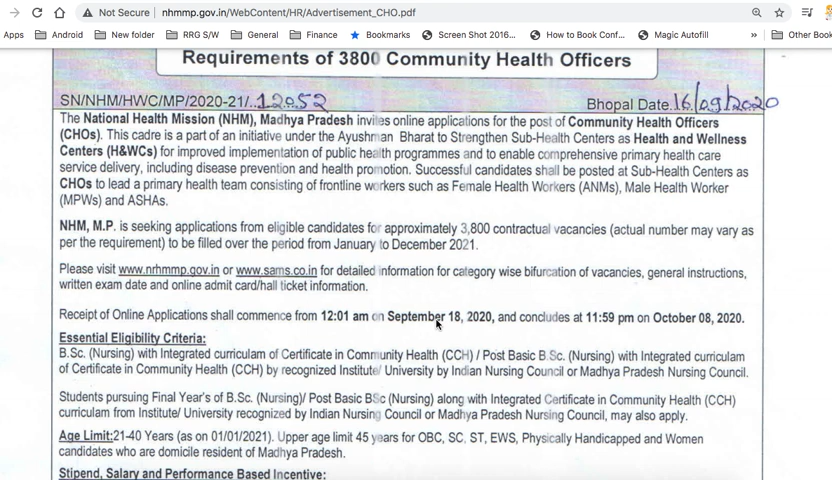 Not Secure | nhmmp.gov.in/WebContent/HR/Advertisement_CHO.pdf
Apps Android New folder RRG S/W General Finance Bookmarks Screen Shot 2016... How to Book Conf... Magic Autofill » Other Book
Requirements of 3800 Community Health Officers
SN/NHM/HWC/MP/2020-21/..12052 Bhopal Date.16/09/2020
The National Health Mission (NHM), Madhya Pradesh invites online applications for the post of Community Health Officers
(CHOs). This cadre is a part of an initiative under the Ayushman Bharat to Strengthen Sub-Health Centers as Health and Wellness
Centers (H&WCs) for improved implementation of public health programmes and to enable comprehensive primary health care
service delivery, including disease prevention and health promotion. Successful candidates shall be posted at Sub-Health Centers as
CHOs to lead a primary health team consisting of frontline workers such as Female Health Workers (ANMs), Male Health Worker
(MPWs) and ASHAs.
NHM, M.P. is seeking applications from eligible candidates for approximately 3,800 contractual vacancies (actual number may vary as
per the requirement) to be filled over the period from January to December 2021.
Please visit www.nrhmmp.gov.in or www.sams.co.in for detailed information for category wise bifurcation of vacancies, general instructions,
written exam date and online admit card/hall ticket information.
Receipt of Online Applications shall commence from 12:01 am on September 18, 2020, and concludes at 11:59 pm on October 08, 2020.
Essential Eligibility Criteria:
B.Sc. (Nursing) with Integrated curriculam of Certificate in Community Health (CCH) / Post Basic B.Sc. (Nursing) with Integrated curriculam
of Certificate in Community Health (CCH) by recognized Institute/ University by Indian Nursing Council or Madhya Pradesh Nursing Council.
Students pursuing Final Year's of B.Sc. (Nursing)/ Post Basic BSc (Nursing) along with Integrated Certificate in Community Health (CCH)
curriculam from Institute/ University recognized by Indian Nursing Council or Madhya Pradesh Nursing Council, may also apply.
Age Limit:21-40 Years (as on 01/01/2021). Upper age limit 45 years for OBC, SC, ST, EWS, Physically Handicapped and Women
candidates who are domicile resident of Madhya Pradesh.
Stipend, Salary and Performance Based Incentive: